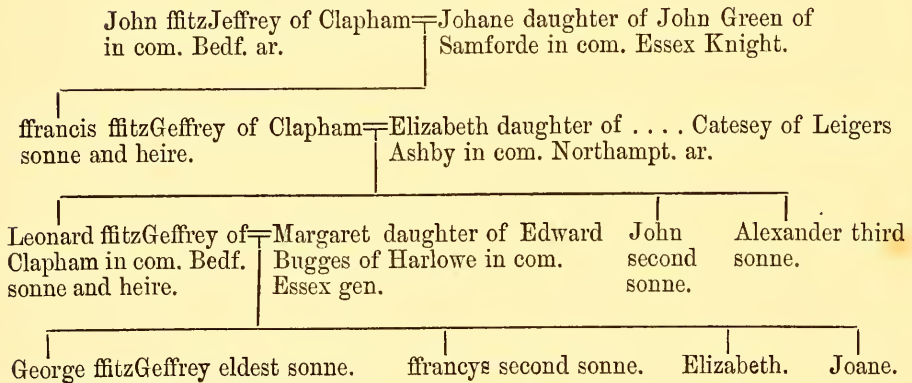 John ffitzJeffrey of Clapham=Johane daughter of John Green of
in com. Bedf. ar. Samforde in com. Essex Knight.
ffrancis ffitzGeffrey of Clapham=Elizabeth daughter of .... Catesey of Leigers
sonne and heire. Ashby in com. Northampt. ar.
Leonard ffitzGeffrey of=Margaret daughter of Edward John Alexander third
Clapham in com. Bedf. Bugges of Harlowe in com. second sonne.
sonne and heire. Essex gen. sonne.
George ffitzGeffrey eldest sonne. ffrancys second sonne. Elizabeth. Joane.